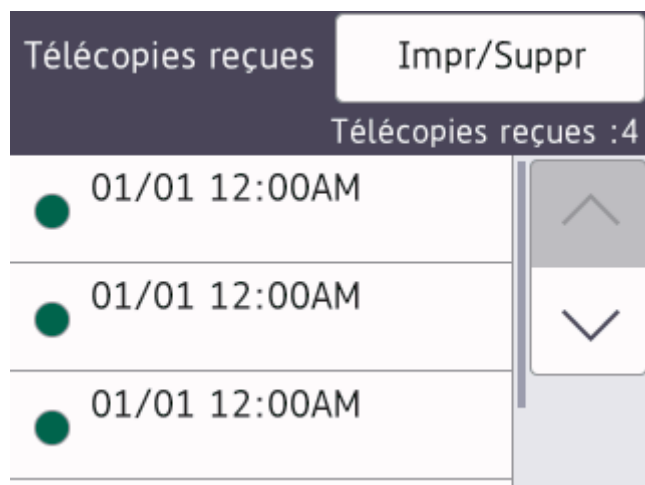 Télécopies reçues
Impr/Suppr
Télécopies reçues :4
01/01 12:00AM
01/01 12:00AM
01/01 12:00AM